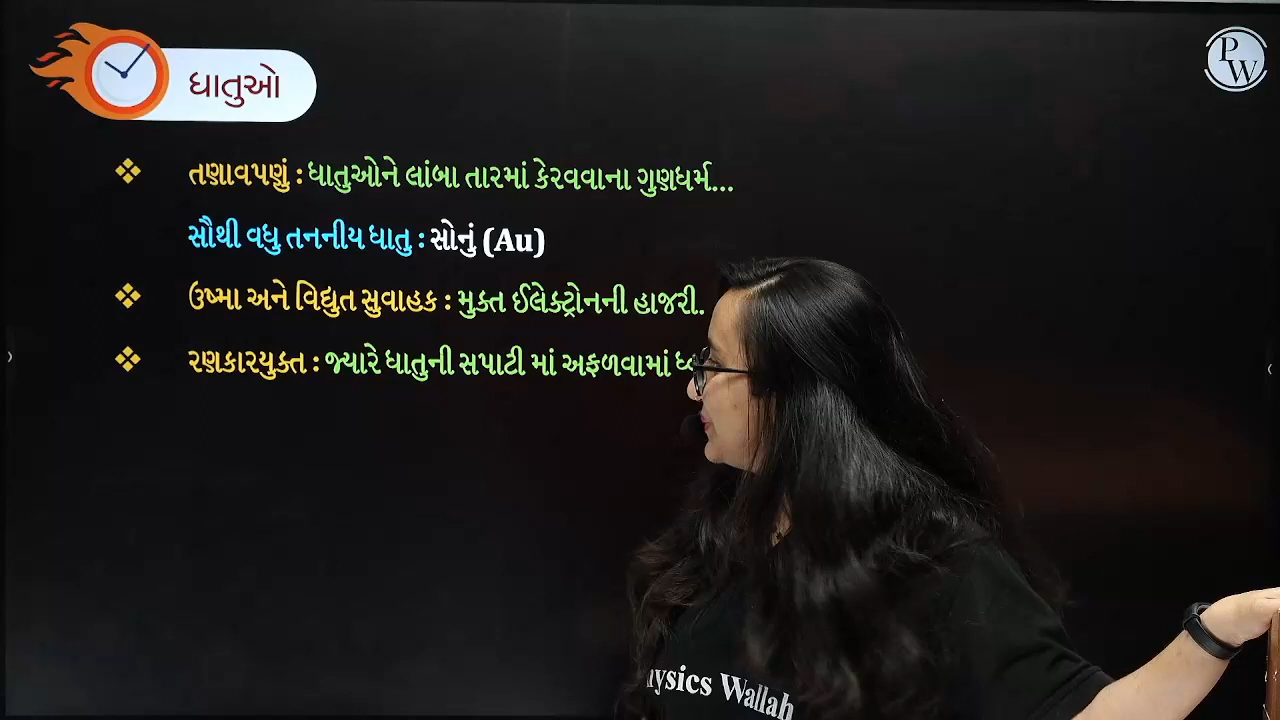 ધાતુઓ
PW
તણાવપણું : ધાતુઓને લાંબા તારમાં કેરવવાના ગુણધર્મ...
સૌથી વધુ તનનીય ધાતુ : સોનું (Au)
ઉષ્મા અને વિદ્યુત સુવાહક : મુક્ત ઈલેક્ટ્રોનની હાજરી.
રણકારયુક્ત : જ્યારે ધાતુની સપાટી માં અફળવામાં
Wallah